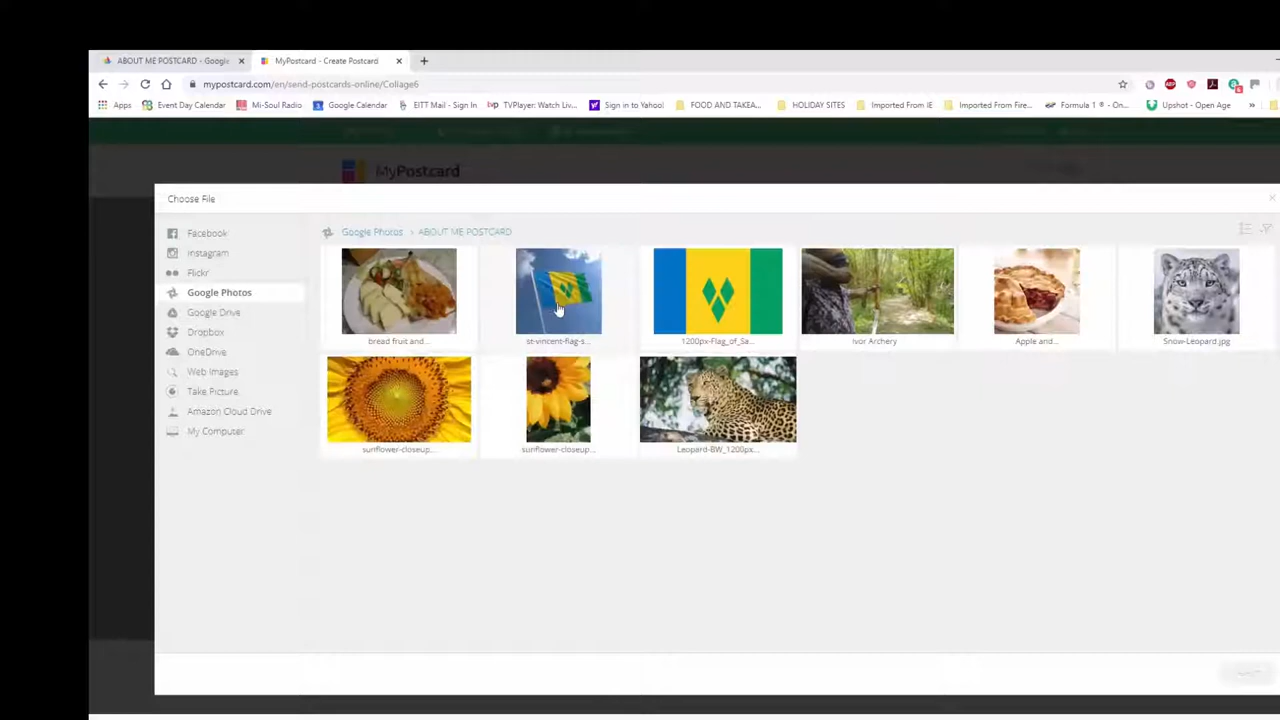 ABOUT ME POSTCARD - Google
MyPostcard - Create Postcard
mypostcard.com/en/send-postcards-online/Collage6
Apps
Event Day Calendar
Mi-Soul Radio
Google Calendar
EITT Mail - Sign In
TVPlayer: Watch Liv...
Sign in to Yahoo!
FOOD AND TAKEA...
HOLIDAY SITES
Imported From IE
Imported From Fire...
Formula 1 ® - On...
Upshot - Open Age
MyPostcard
Choose File
Facebook
Instagram
Flickr
Google Photos
Google Drive
Dropbox
OneDrive
Web Images
Take Picture
Amazon Cloud Drive
My Computer
Google Photos > ABOUT ME POSTCARD
bread fruit and...
st-vincent-flag-s...
1200px-Flag_of_Sa...
Ivor Archery
Apple and...
Snow-Leopard.jpg
sunflower-closeup...
sunflower-closeup...
Leopard-BW_1200px...